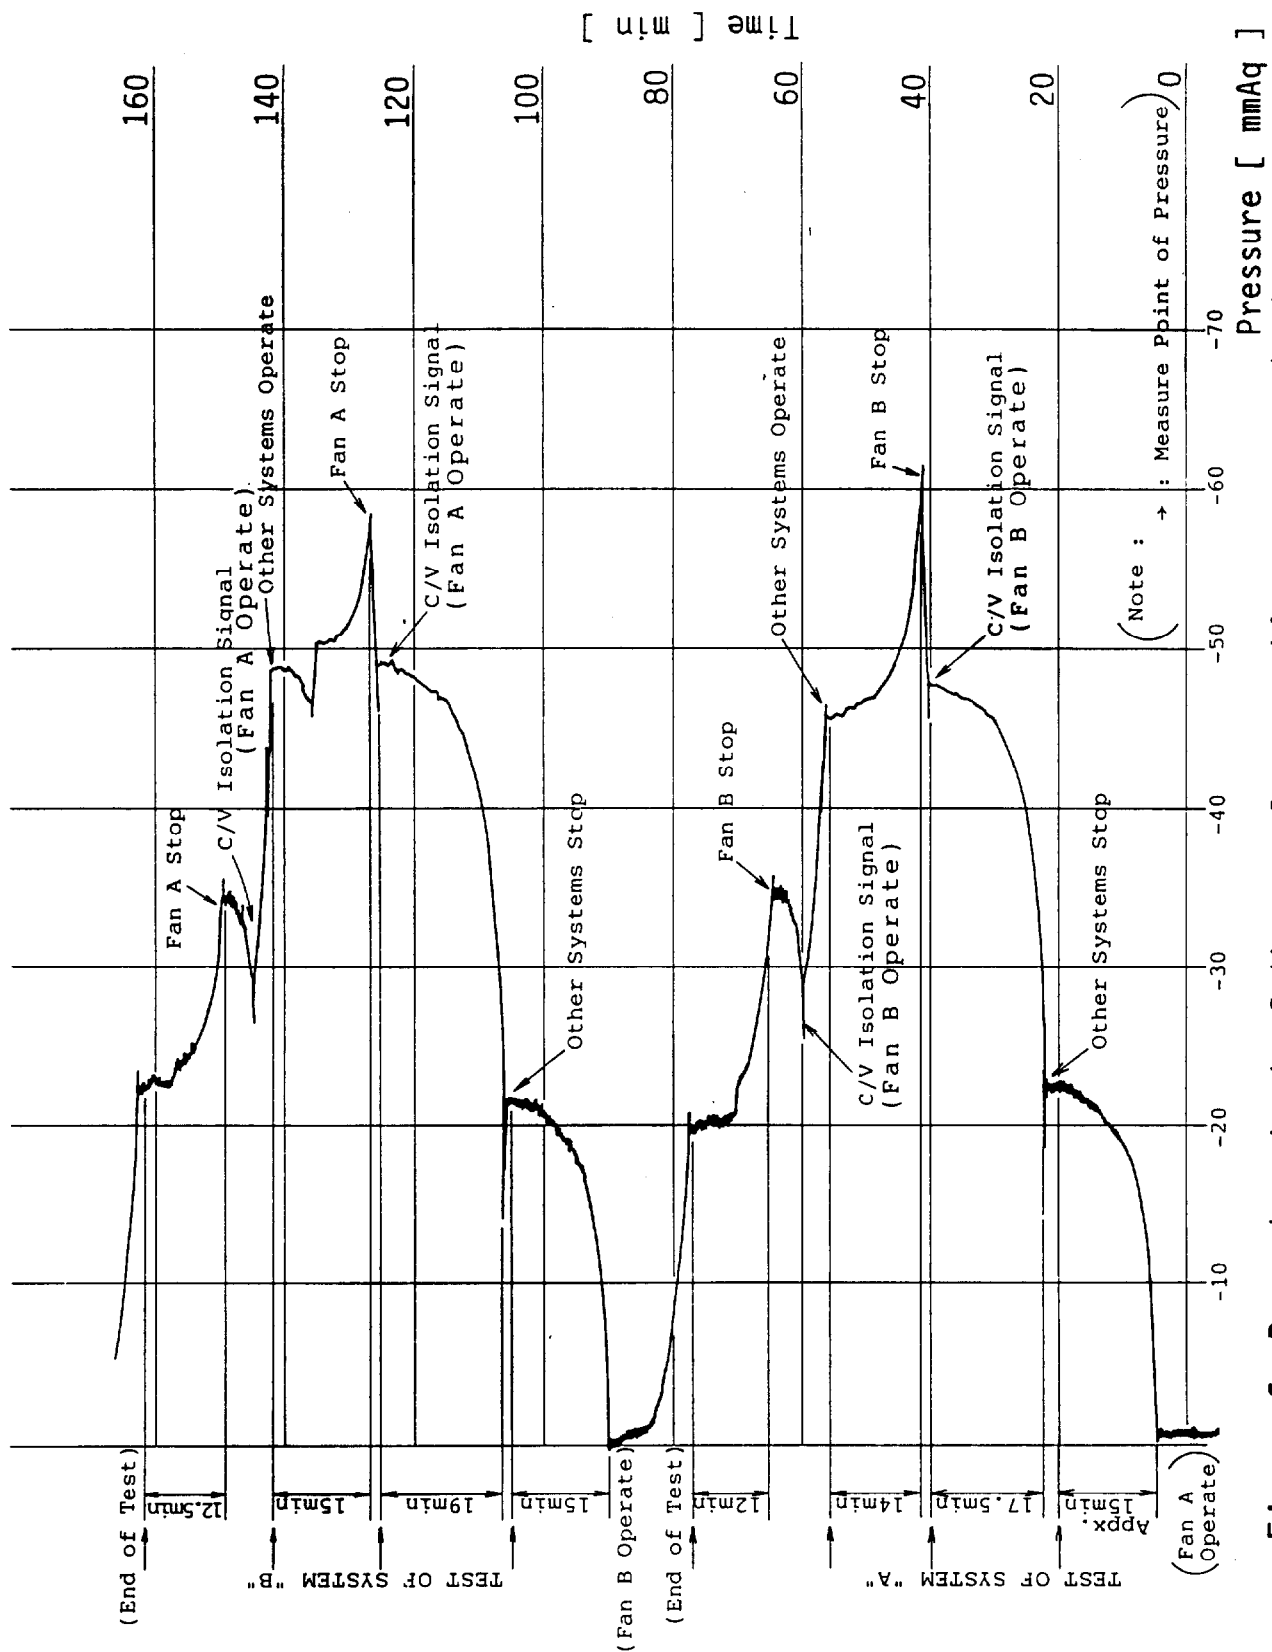 Time [ min ]
160
140
120
100
80
60
40
20
0
Pressure [ mmAq ]
-70
-60
-50
-40
-30
-20
-10
Other Systems Operate
C/V Isolation Signal
(Fan A Operate)
Fan A Stop
Fan A Stop
C/V Isolation Signal
(Fan A Operate)
Other Systems Stop
Other Systems Operate
Fan B Stop
Fan B Stop
C/V Isolation Signal
(Fan B Operate)
C/V Isolation Signal
(Fan B Operate)
Other Systems Stop
(Note : → : Measure Point of Pressure)
(End of Test)
12.5min
15min
19min
15min
TEST OF SYSTEM "B"
(Fan B Operate)
(End of Test)
12min
14min
17.5min
Appx.
15min
TEST OF SYSTEM "A"
(Fan A
Operate)